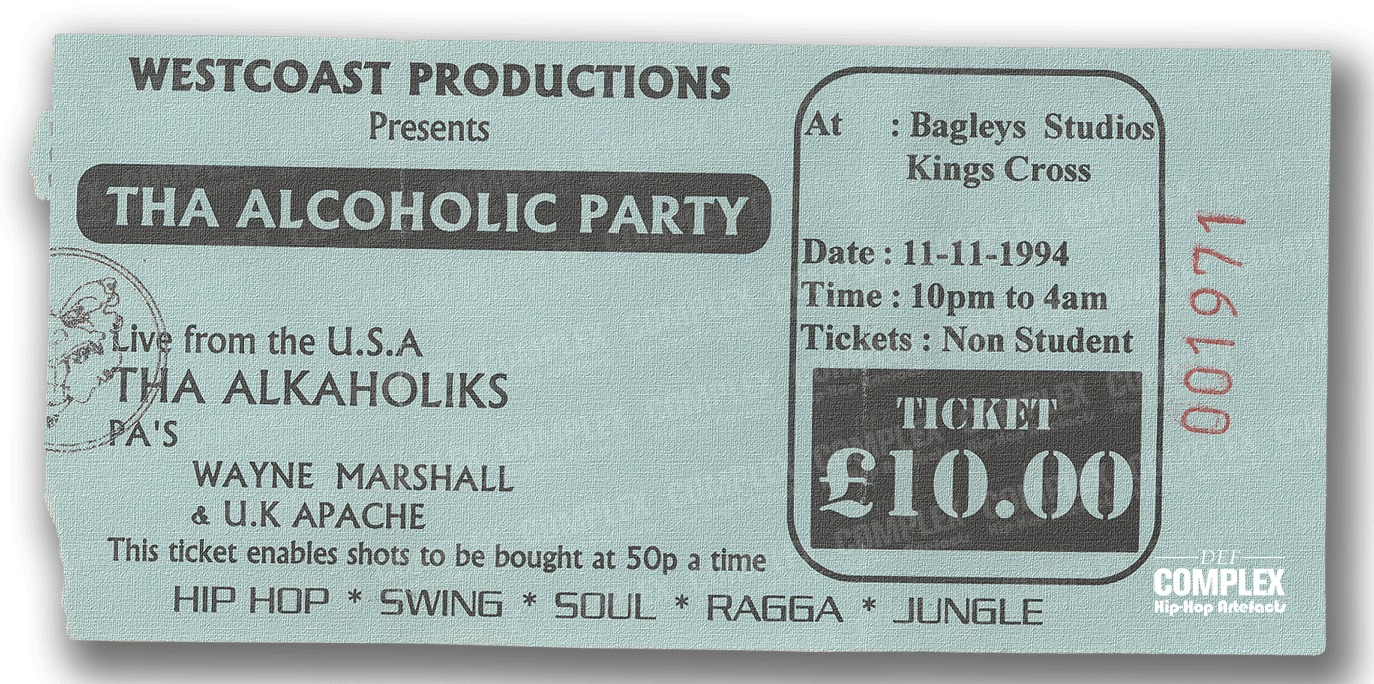 WESTCOAST PRODUCTIONS
Presents
THA ALCOHOLIC PARTY
Live from the U.S.A
THA ALKAHOLIKS
PA'S
WAYNE MARSHALL
& U.K APACHE
This ticket enables shots to be bought at 50p a time
HIP HOP * SWING * SOUL * RAGGA * JUNGLE
At : Bagleys Studios
Kings Cross
Date : 11-11-1994
Time : 10pm to 4am
Tickets : Non Student
TICKET
£10.00
001971
DEF
COMPLEX
Hip-Hop Artefacts